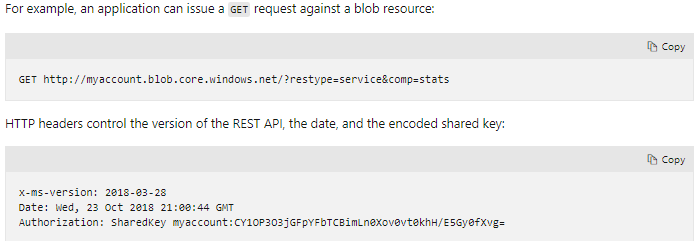 For example, an application can issue a GET request against a blob resource:
Copy
GET http://myaccount.blob.core.windows.net/?restype=service&comp=stats
HTTP headers control the version of the REST API, the date, and the encoded shared key:
Copy
x-ms-version: 2018-03-28
Date: Wed, 23 Oct 2018 21:00:44 GMT
Authorization: SharedKey myaccount:CY1OP3O3jGFpYFbTCBimLn0Xov0vt0khH/E5Gy0fXvg=